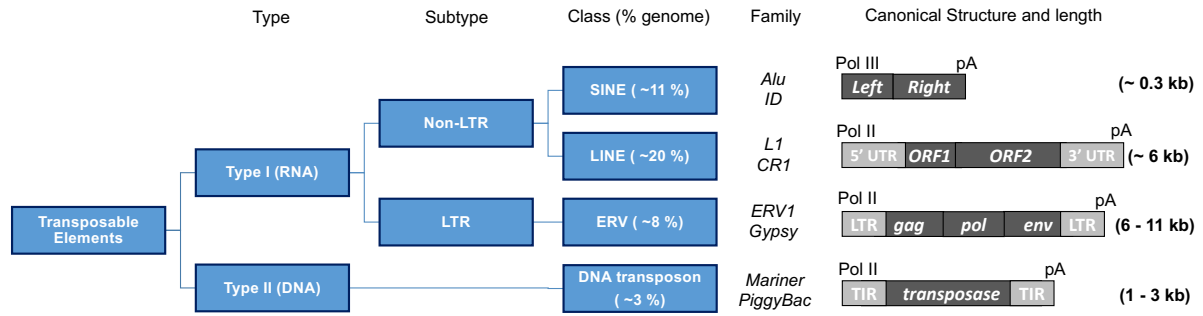 Type
Subtype
Class (% genome)
Family
Canonical Structure and length
Transposable
Elements
Type I (RNA)
Type II (DNA)
Non-LTR
LTR
SINE ( ~11 %)
LINE (~20 %)
ERV (~8 %)
DNA transposon
( ~3 %)
Alu
ID
L1
CR1
ERV1
Gypsy
Mariner
PiggyBac
Pol III pA
Left Right (~ 0.3 kb)
Pol II pA
5’ UTR ORF1 ORF2 3’ UTR (~ 6 kb)
Pol II pA
LTR gag pol env LTR (6 - 11 kb)
Pol II pA
TIR transposase TIR (1 - 3 kb)